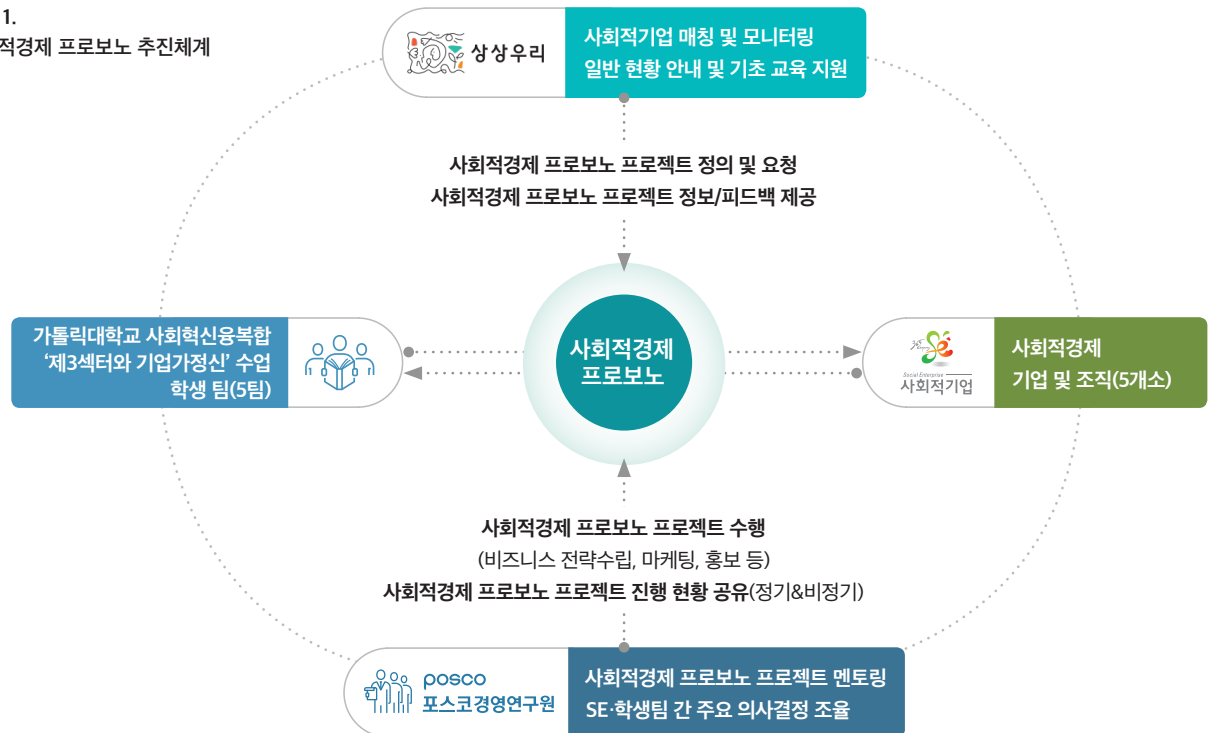 1.
적경제 프로보노 추진체계
상상우리
사회적기업 매칭 및 모니터링
일반 현황 안내 및 기초 교육 지원
사회적경제 프로보노 프로젝트 정의 및 요청
사회적경제 프로보노 프로젝트 정보/피드백 제공
가톨릭대학교 사회혁신융복합
‘제3섹터와 기업가정신’ 수업
학생 팀(5팀)
사회적경제
프로보노
Social Enterprise
사회적기업
사회적경제
기업 및 조직(5개소)
사회적경제 프로보노 프로젝트 수행
(비즈니스 전략수립, 마케팅, 홍보 등)
사회적경제 프로보노 프로젝트 진행 현황 공유(정기&비정기)
posco
포스코경영연구원
사회적경제 프로보노 프로젝트 멘토링
SE·학생팀 간 주요 의사결정 조율